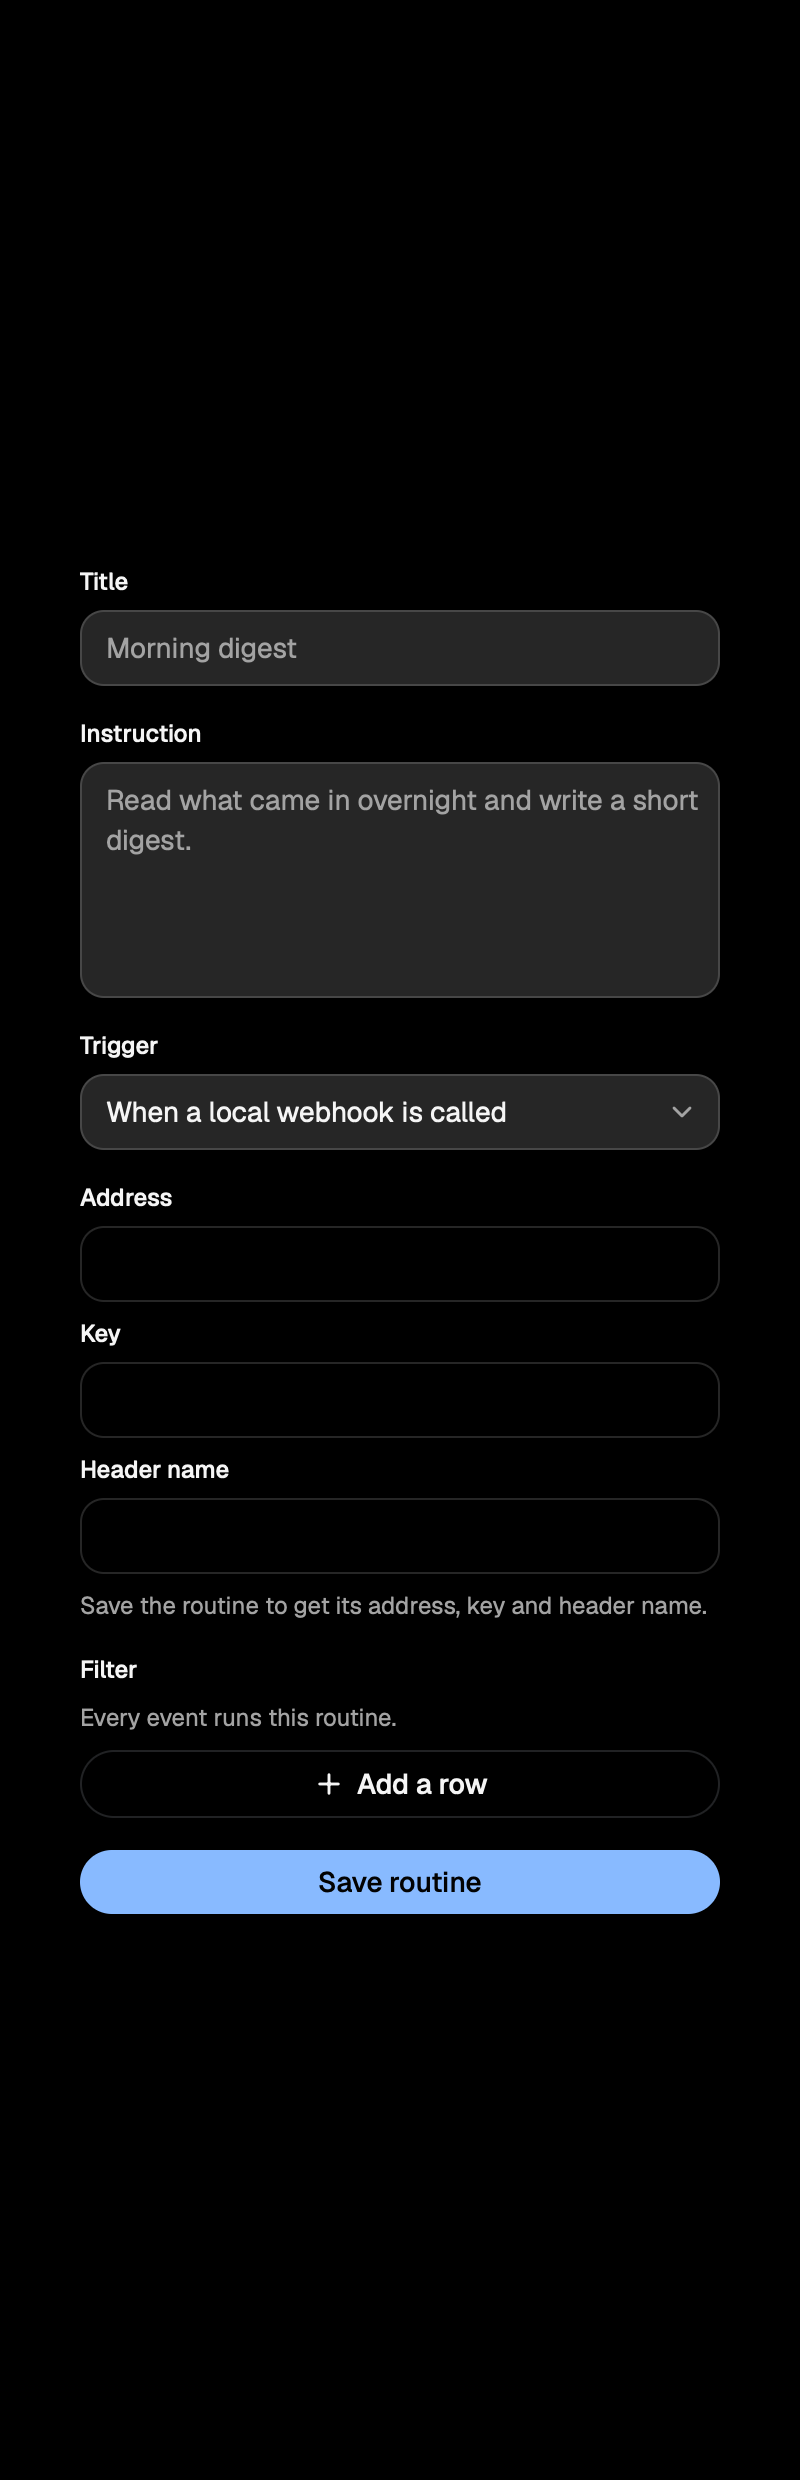 Title
Morning digest
Instruction
Read what came in overnight and write a short
digest.
Trigger
When a local webhook is called
Address
Key
Header name
Save the routine to get its address, key and header name.
Filter
Every event runs this routine.
Add a row
Save routine